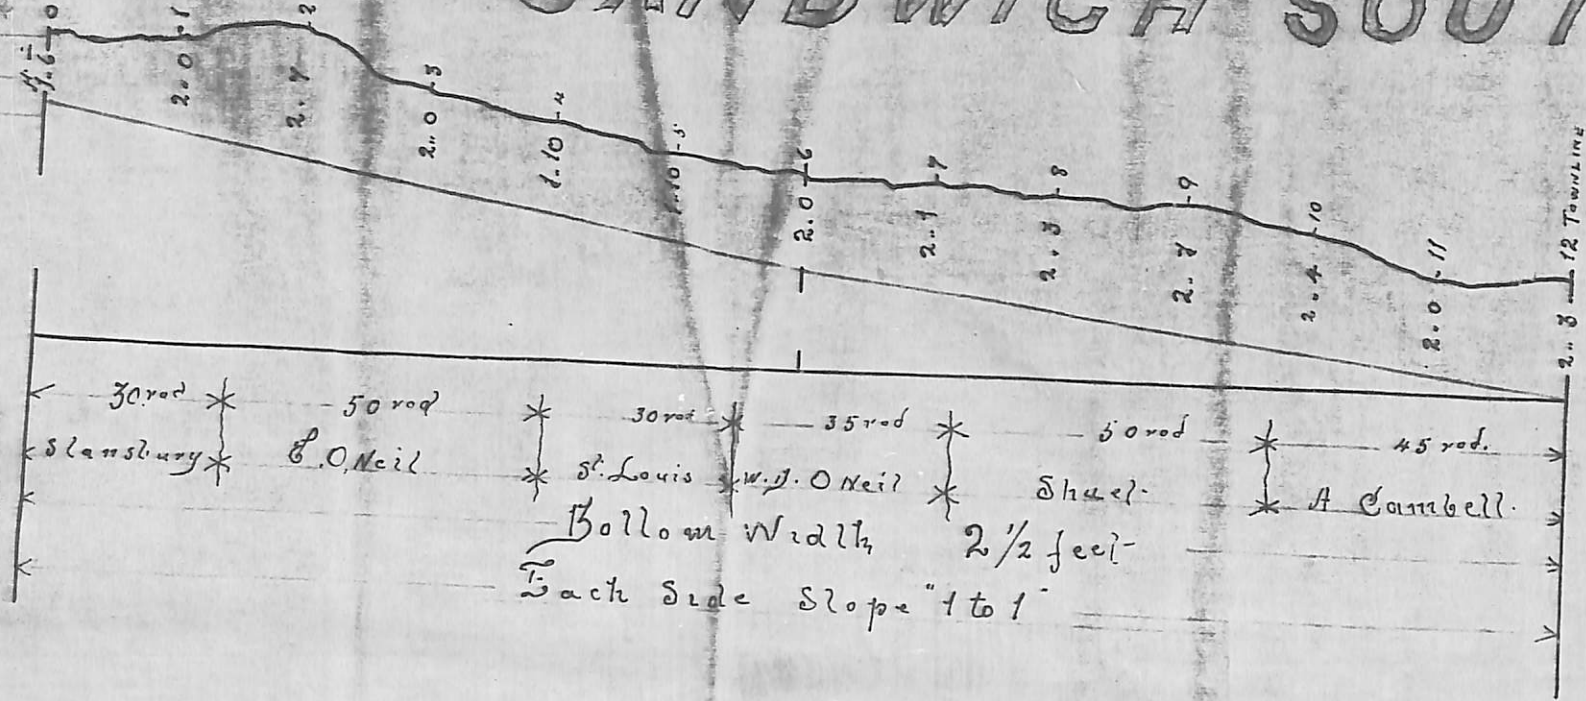 SANDWICH SOUT
0 1 2 3 4 5 6 7 8 9 10 11 12 TOWNLINE
2..0 2..7 2..0 1..10 1..10 2..0 2..1 2..3 2..4 2..0 2..3
30 rod 50 rod 30 rod 35 rod 50 rod 45 rod.
Stansbury O.Neil St. Louis W.J. O Neil Shuel A Cambell.
Bottom Width 2 1/2 feet
Each Side Slope "1 to 1"